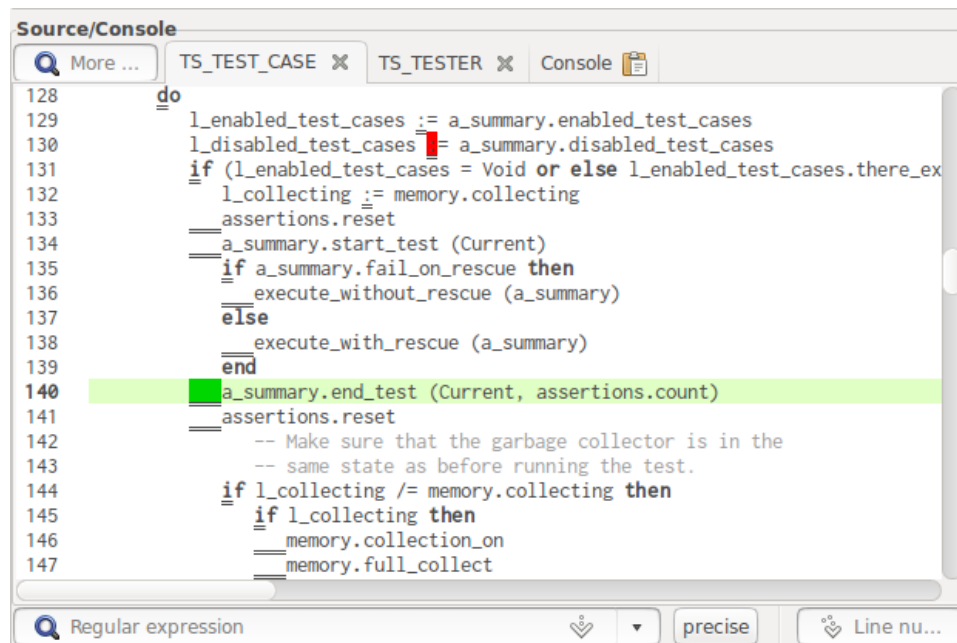 Source/Console
More ... TS_TEST_CASE TS_TESTER Console
128 do
129 l_enabled_test_cases := a_summary.enabled_test_cases
130 l_disabled_test_cases := a_summary.disabled_test_cases
131 if (l_enabled_test_cases = Void or else l_enabled_test_cases.there_ex
132 l_collecting := memory.collecting
133 assertions.reset
134 a_summary.start_test (Current)
135 if a_summary.fail_on_rescue then
136 execute_without_rescue (a_summary)
137 else
138 execute_with_rescue (a_summary)
139 end
140 a_summary.end_test (Current, assertions.count)
141 assertions.reset
142 -- Make sure that the garbage collector is in the
143 -- same state as before running the test.
144 if l_collecting /= memory.collecting then
145 if l_collecting then
146 memory.collection_on
147 memory.full_collect
Regular expression precise Line nu...